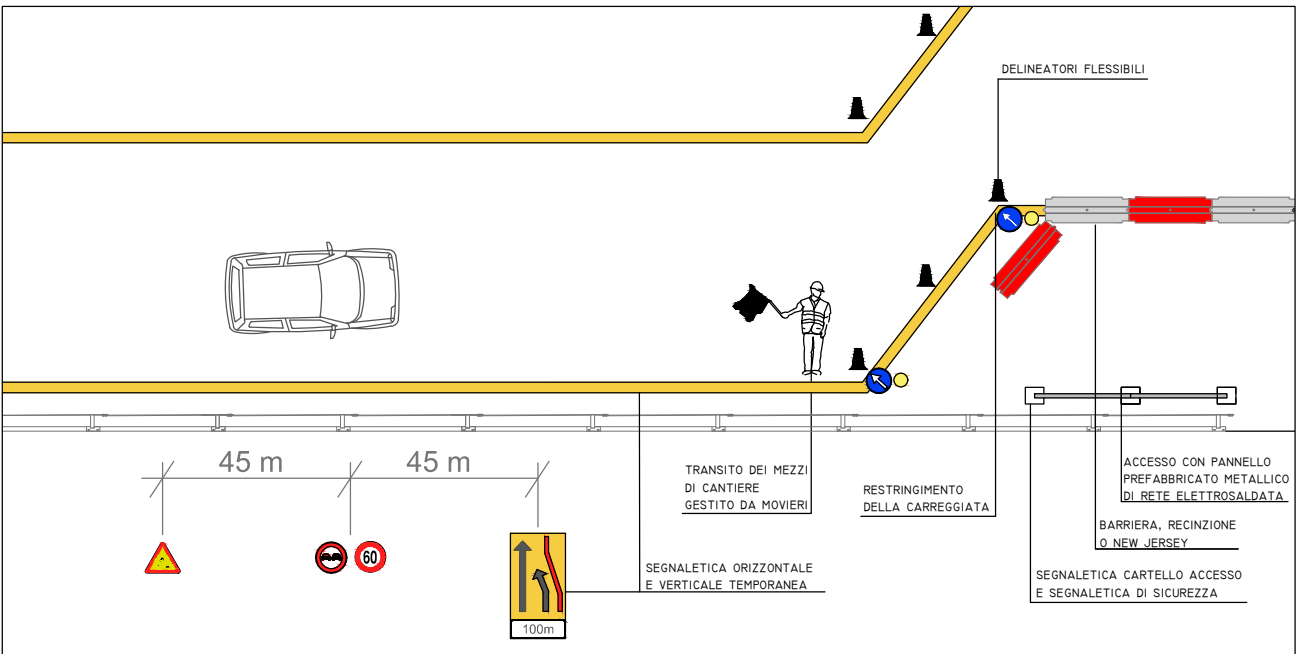 DELINEATORI FLESSIBILI
45 m
45 m
60
100m
TRANSITO DEI MEZZI
DI CANTIERE
GESTITO DA MOVIERI
RESTRINGIMENTO
DELLA CARREGGIATA
ACCESSO CON PANNELLO
PREFABBRICATO METALLICO
DI RETE ELETTROSALDATA
BARRIERA, RECINZIONE
O NEW JERSEY
SEGNALETICA ORIZZONTALE
E VERTICALE TEMPORANEA
SEGNALETICA CARTELLO ACCESSO
E SEGNALETICA DI SICUREZZA